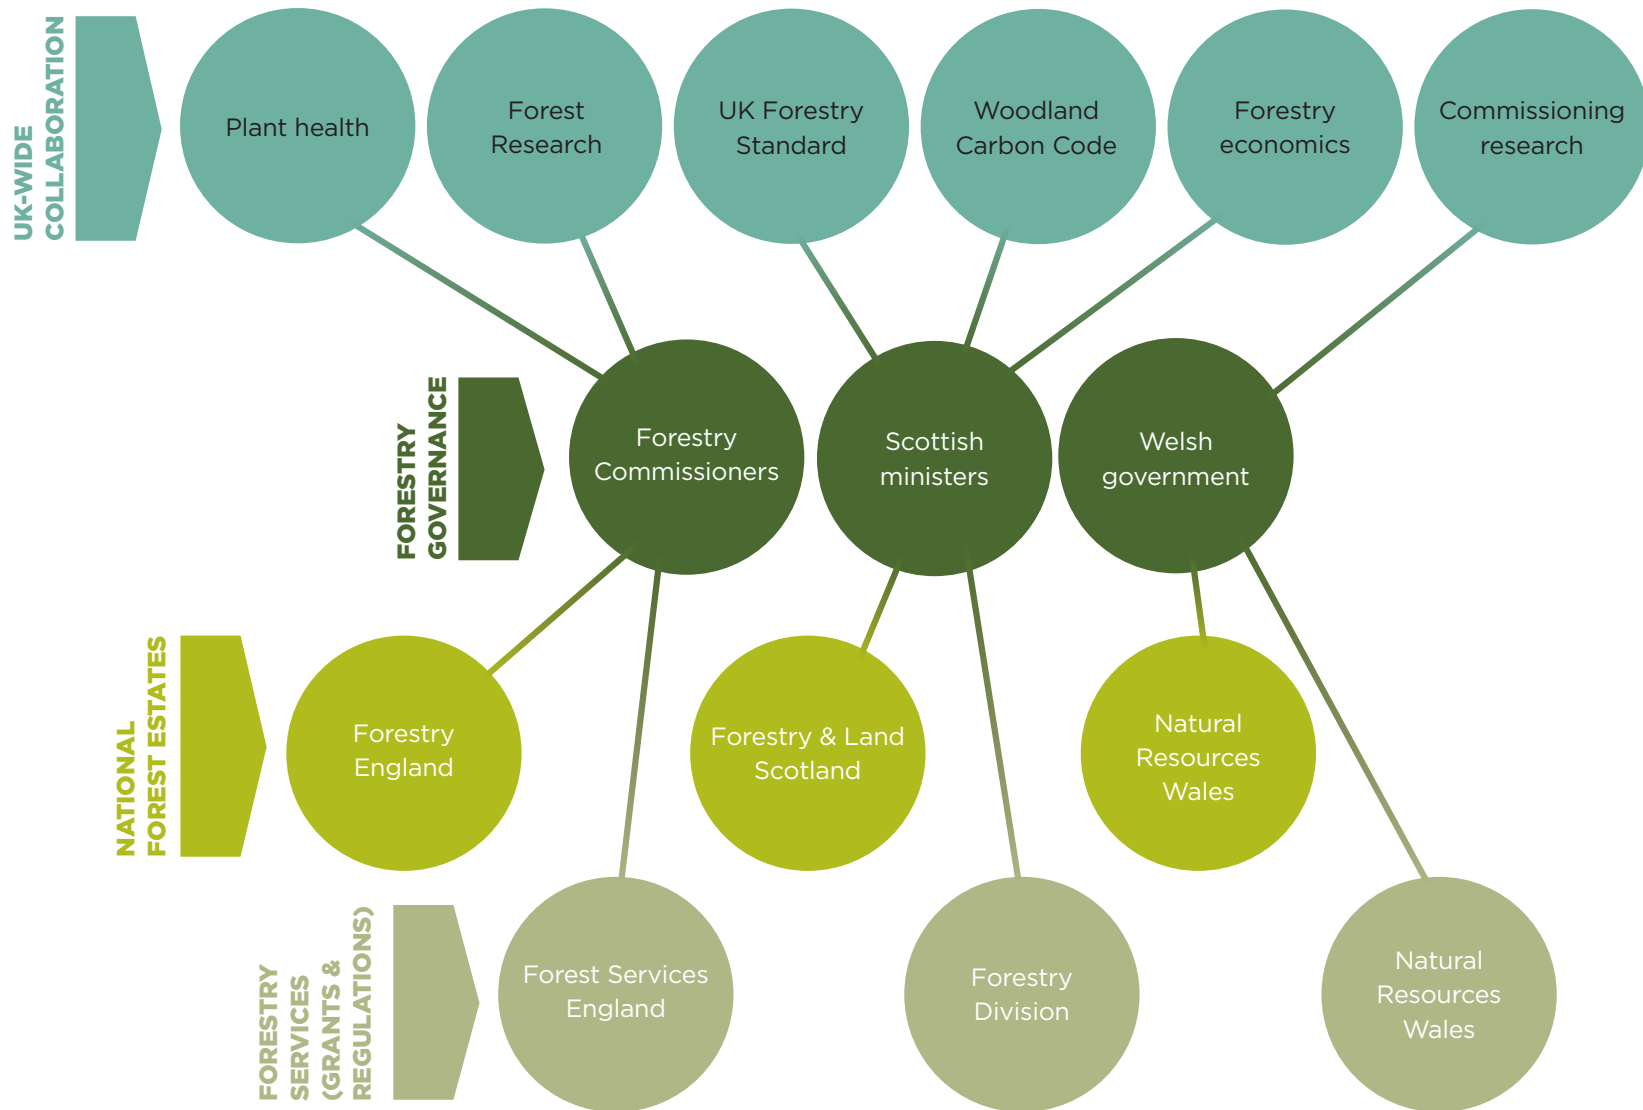 UK-WIDE
COLLABORATION
Plant health
Forest
Research
UK Forestry
Standard
Woodland
Carbon Code
Forestry
economics
Commissioning
research
FORESTRY
GOVERNANCE
Forestry
Commissioners
Scottish
ministers
Welsh
government
NATIONAL
FOREST ESTATES
Forestry
England
Forestry & Land
Scotland
Natural
Resources
Wales
FORESTRY
SERVICES
(GRANTS &
REGULATIONS)
Forest Services
England
Forestry
Division
Natural
Resources
Wales